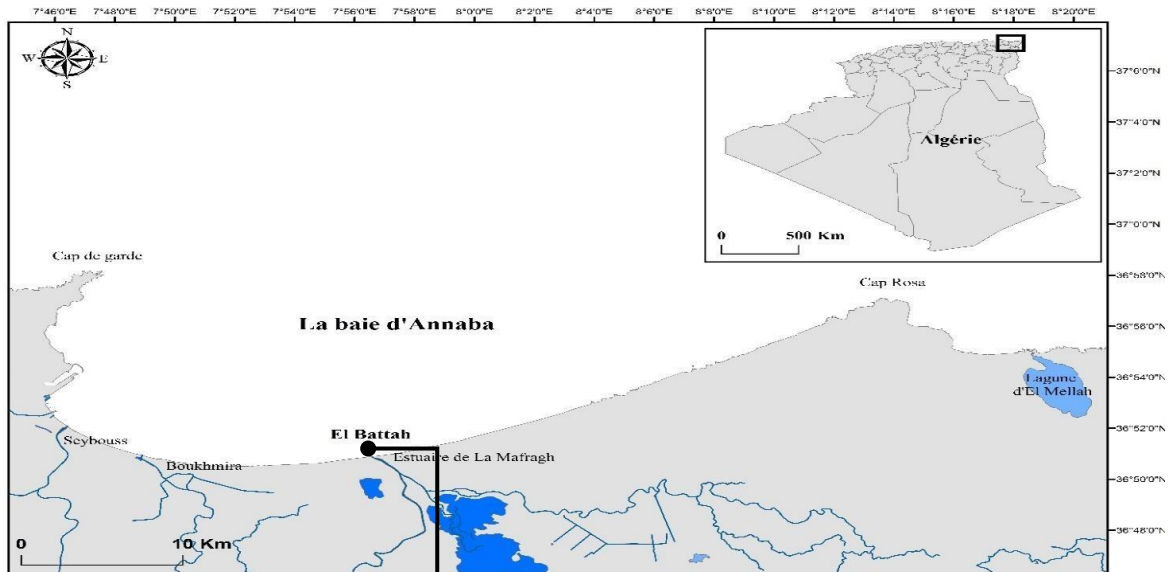 7°46'0"E 7°48'0"E 7°50'0"E 7°52'0"E 7°54'0"E 7°56'0"E 7°58'0"E 8°0'0"E 8°2'0"E 8°4'0"E 8°6'0"E 8°8'0"E 8°10'0"E 8°12'0"E 8°14'0"E 8°16'0"E 8°18'0"E 8°20'0"E
N
W E
S
37°6'0"N
37°4'0"N
Algérie
37°2'0"N
37°0'0"N
0 500 Km
Cap de garde
36°58'0"N
Cap Rosa
La baie d'Annaba
36°56'0"N
36°54'0"N
Lagune
d'El Mellah
36°52'0"N
El Battah
Seybouss
Estuaire de La Mafragh
Boukhmira
36°50'0"N
36°48'0"N
0 10 Km